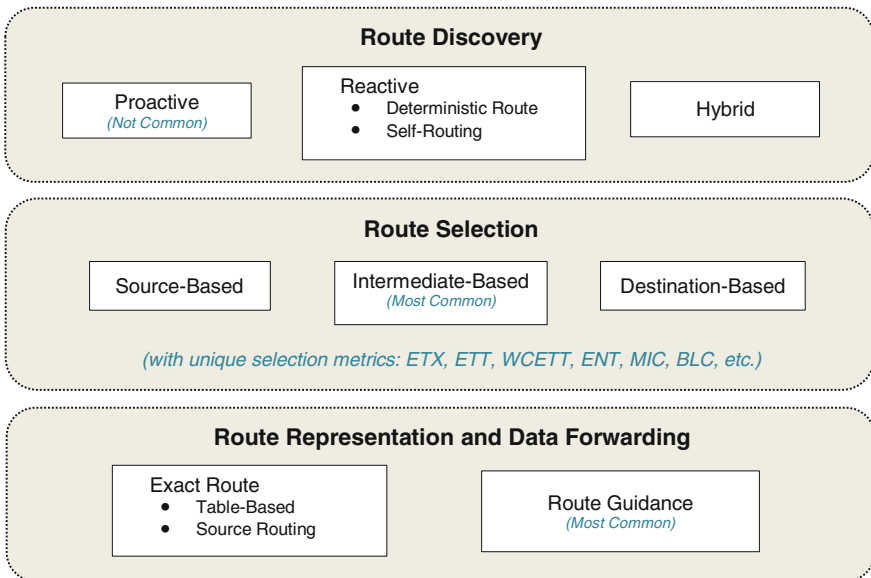 Route Discovery
Proactive
(Not Common)
Reactive
• Deterministic Route
• Self-Routing
Hybrid
Route Selection
Source-Based
Intermediate-Based
(Most Common)
Destination-Based
(with unique selection metrics: ETX, ETT, WCETT, ENT, MIC, BLC, etc.)
Route Representation and Data Forwarding
Exact Route
• Table-Based
• Source Routing
Route Guidance
(Most Common)